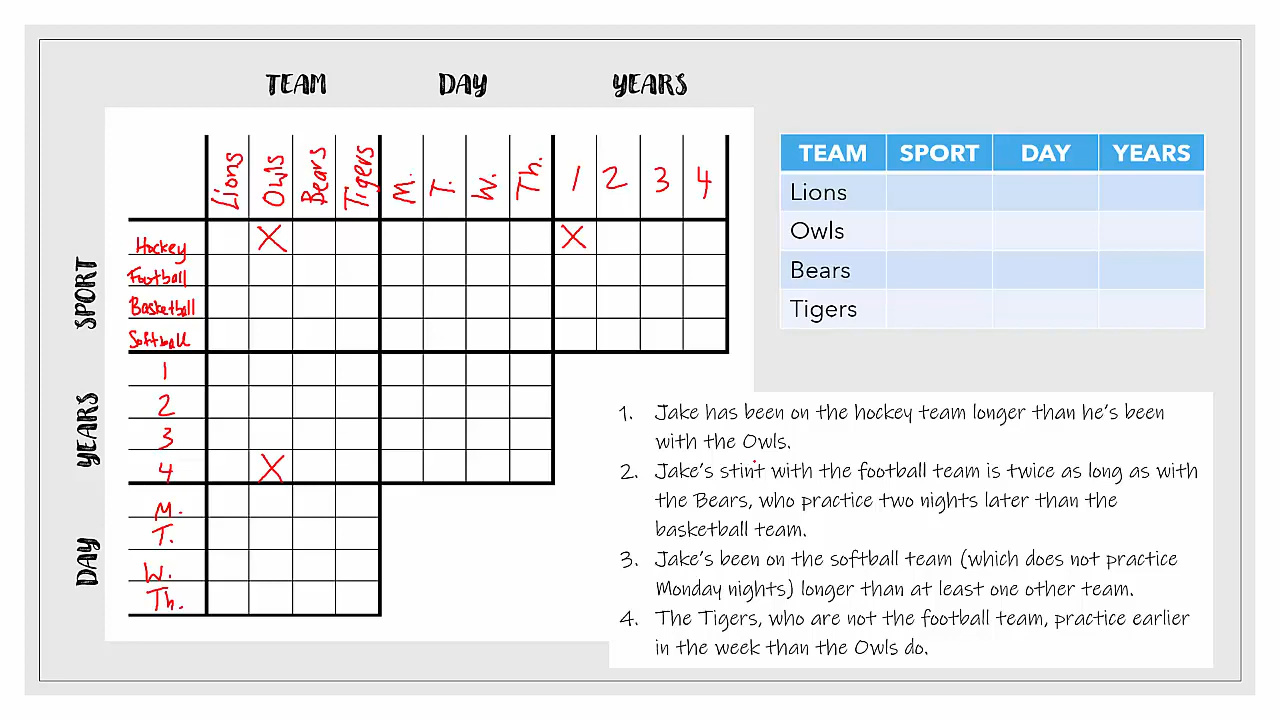 TEAM DAY YEARS
Lions Owls Bears Tigers M. T. W. Th. 1 2 3 4
SPORT
Hockey X X
Football
Basketball
Softball
YEARS
1
2
3
4 X
DAY
M.
T.
W.
Th.
TEAM SPORT DAY YEARS
Lions
Owls
Bears
Tigers
1. Jake has been on the hockey team longer than he's been
with the Owls.
2. Jake's stint with the football team is twice as long as with
the Bears, who practice two nights later than the
basketball team.
3. Jake's been on the softball team (which does not practice
Monday nights) longer than at least one other team.
4. The Tigers, who are not the football team, practice earlier
in the week than the Owls do.